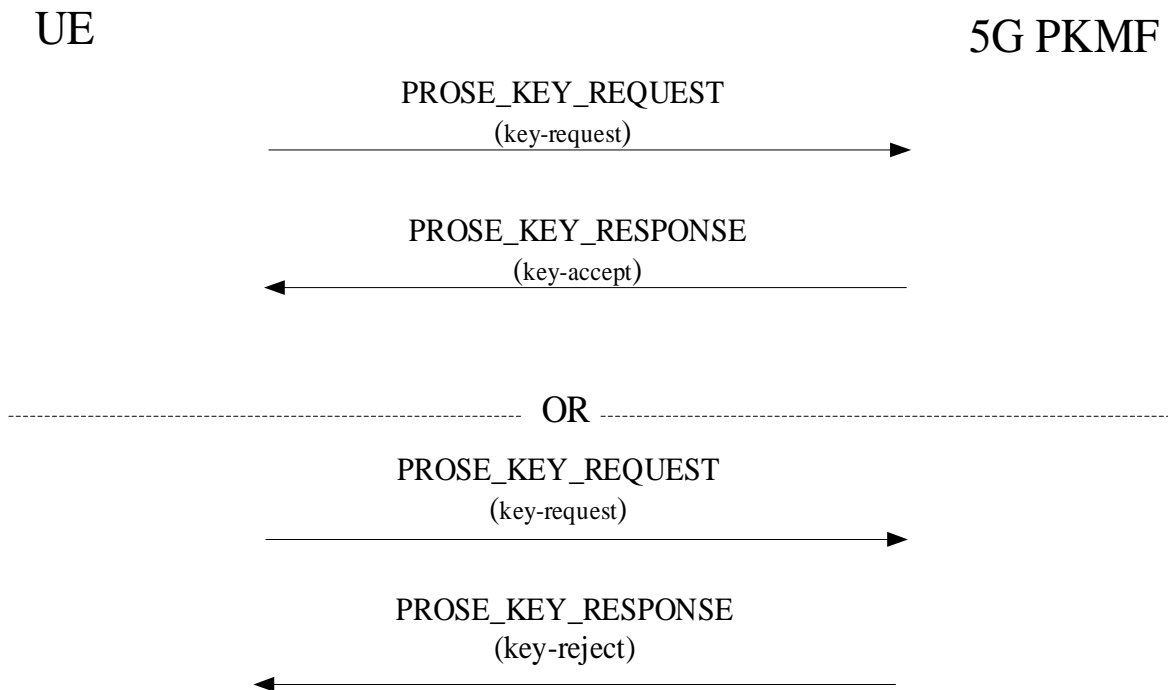 UE
5G PKMF
PROSE_KEY_REQUEST
(key-request)
PROSE_KEY_RESPONSE
(key-accept)
OR
PROSE_KEY_REQUEST
(key-request)
PROSE_KEY_RESPONSE
(key-reject)